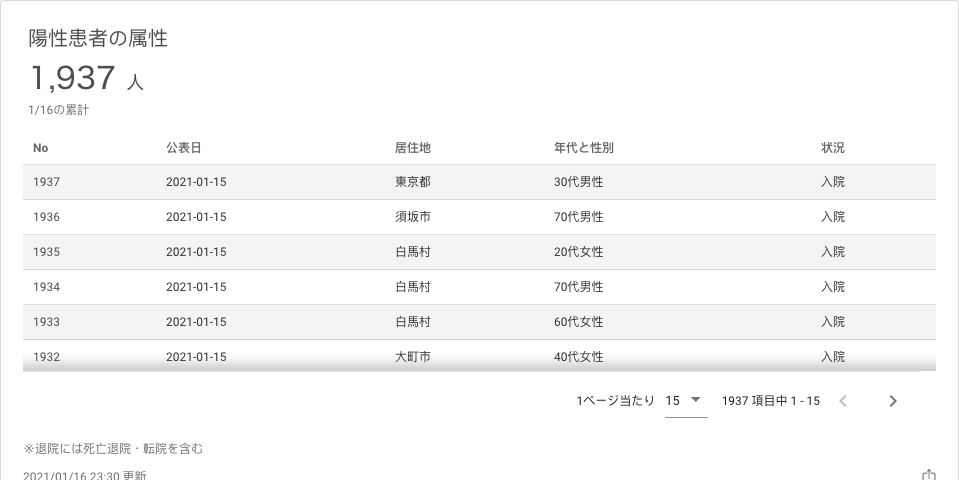 陽性患者の属性
1,937 人
1/16の累計
No 公表日 居住地 年代と性別 状況
1937 2021-01-15 東京都 30代男性 入院
1936 2021-01-15 須坂市 70代男性 入院
1935 2021-01-15 白馬村 20代女性 入院
1934 2021-01-15 白馬村 70代男性 入院
1933 2021-01-15 白馬村 60代女性 入院
1932 2021-01-15 大町市 40代女性 入院
1ページ当たり 15 1937 項目中 1 - 15
※退院には死亡退院・転院を含む
2021/01/16 23:30 更新